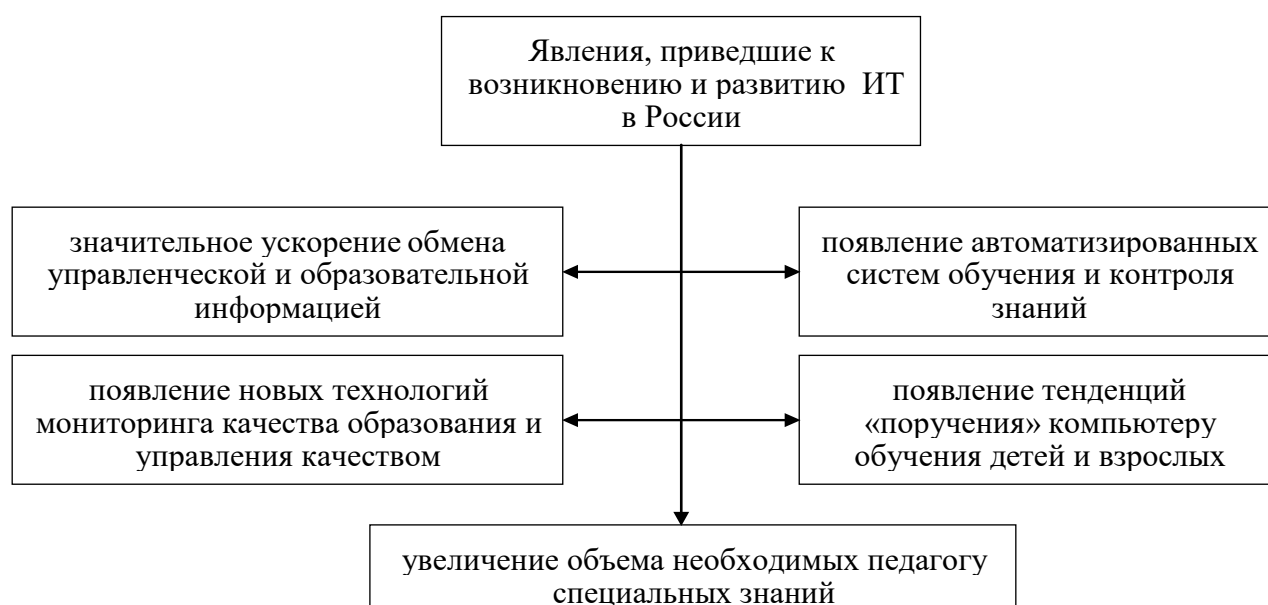 Явления, приведшие к
возникновению и развитию ИТ
в России
значительное ускорение обмена
управленческой и образовательной
информацией
появление автоматизированных
систем обучения и контроля
знаний
появление новых технологий
мониторинга качества образования и
управления качеством
появление тенденций
«поручения» компьютеру
обучения детей и взрослых
увеличение объема необходимых педагогу
специальных знаний